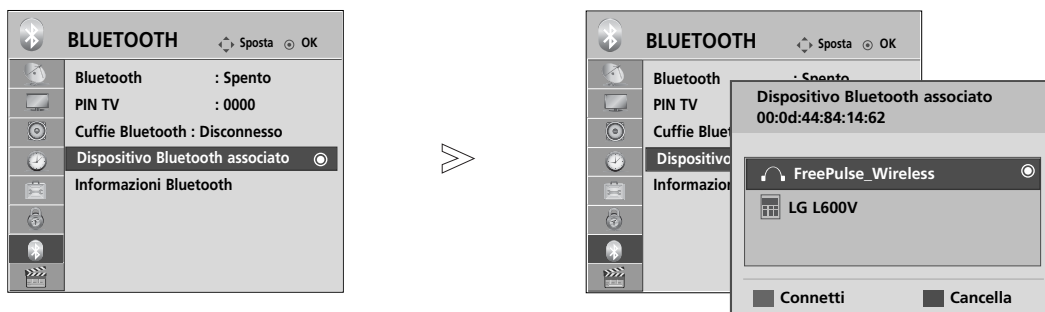 BLUETOOTH Sposta OK
Bluetooth : Spento
PIN TV : 0000
Cuffie Bluetooth : Disconnesso
Dispositivo Bluetooth associato
Informazioni Bluetooth
BLUETOOTH Sposta OK
Bluetooth : Spento
PIN TV
Cuffie Bluet
Dispositivo
Informazion
Dispositivo Bluetooth associato
00:0d:44:84:14:62
FreePulse_Wireless
LG L600V
Connetti Cancella